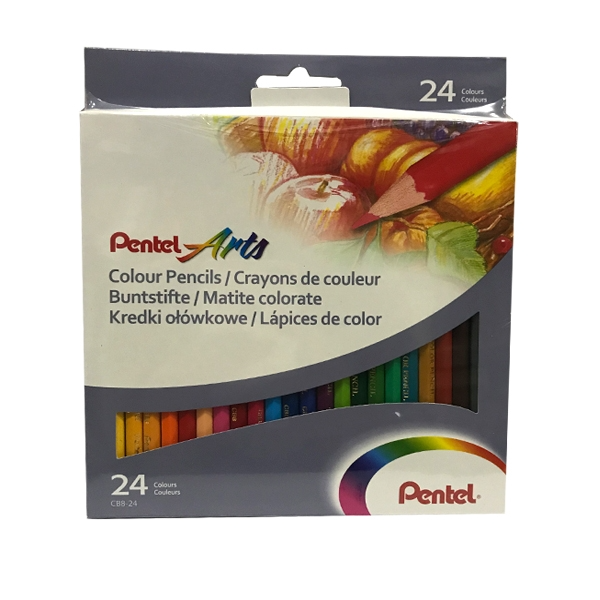 24 Colours
Couleurs
Pentel Arts
Colour Pencils / Crayons de couleur
Buntstifte / Matite colorate
Kredki ołówkowe / Lápices de color
24 Colours
Couleurs
CB8-24
Pentel®